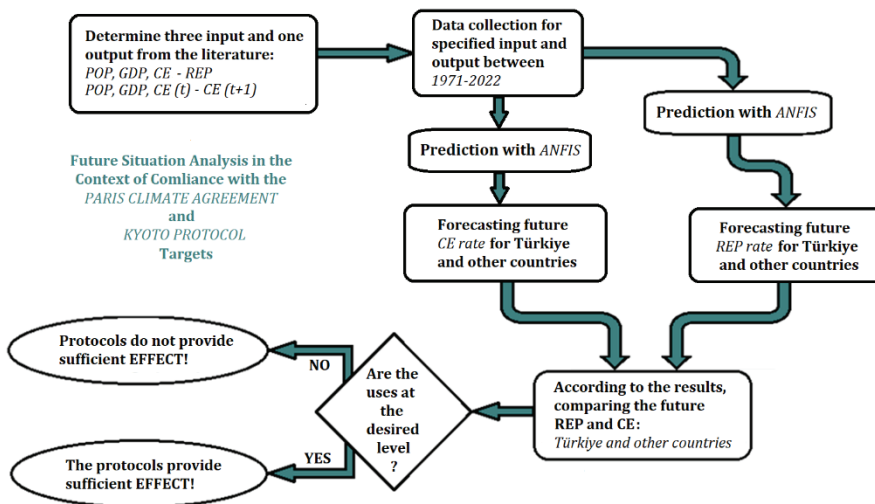 Determine three input and one
output from the literature:
POP, GDP, CE - REP
POP, GDP, CE (t) - CE (t+1)
Data collection for
specified input and
output between
1971-2022
Prediction with ANFIS
Prediction with ANFIS
Future Situation Analysis in the
Context of Comliance with the
PARIS CLIMATE AGREEMENT
and
KYOTO PROTOCOL
Targets
Forecasting future
CE rate for Türkiye
and other countries
Forecasting future
REP rate for Türkiye
and other countries
According to the results,
comparing the future
REP and CE:
Türkiye and other countries
Are the
uses at the
desired
level
?
NO
Protocols do not provide
sufficient EFFECT!
YES
The protocols provide
sufficient EFFECT!